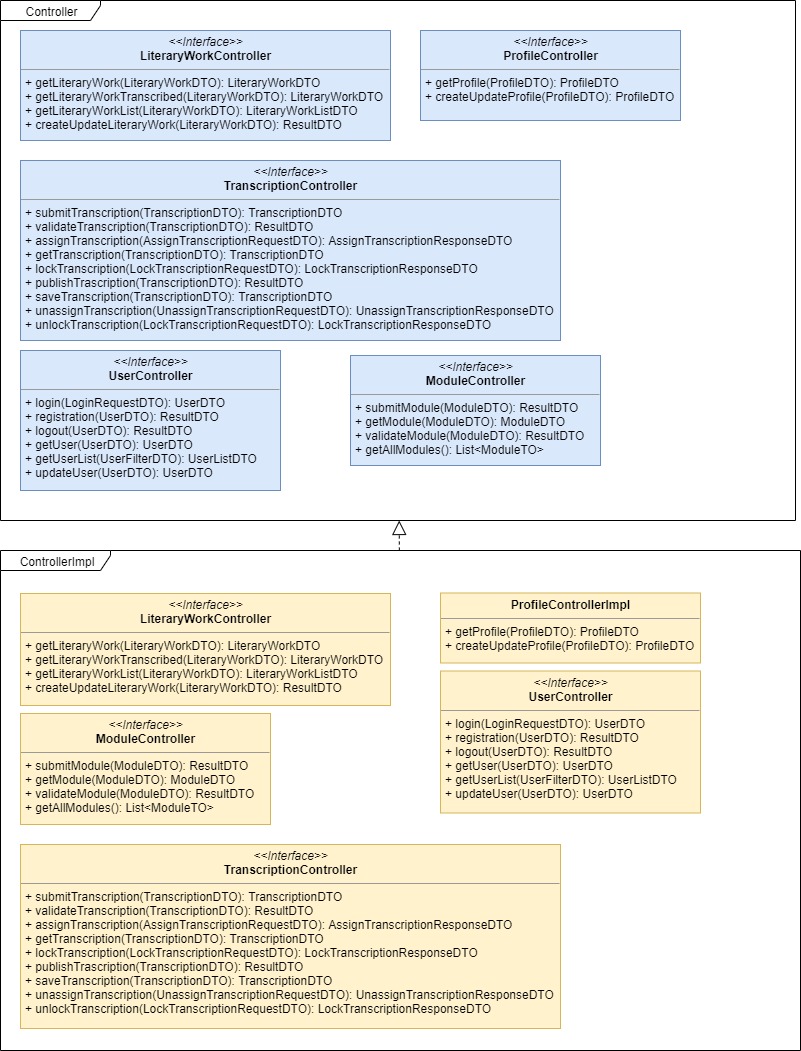 Controller
<<Interface>>
LiteraryWorkController
+ getLiteraryWork(LiteraryWorkDTO): LiteraryWorkDTO
+ getLiteraryWorkTranscribed(LiteraryWorkDTO): LiteraryWorkDTO
+ getLiteraryWorkList(LiteraryWorkDTO): LiteraryWorkListDTO
+ createUpdateLiteraryWork(LiteraryWorkDTO): ResultDTO
<<Interface>>
ProfileController
+ getProfile(ProfileDTO): ProfileDTO
+ createUpdateProfile(ProfileDTO): ProfileDTO
<<Interface>>
TranscriptionController
+ submitTranscription(TranscriptionDTO): TranscriptionDTO
+ validateTranscription(TranscriptionDTO): ResultDTO
+ assignTranscription(AssignTranscriptionRequestDTO): AssignTranscriptionResponseDTO
+ getTranscription(TranscriptionDTO): TranscriptionDTO
+ lockTranscription(LockTranscriptionRequestDTO): LockTranscriptionResponseDTO
+ publishTrascription(TranscriptionDTO): ResultDTO
+ saveTranscription(TranscriptionDTO): TranscriptionDTO
+ unassignTranscription(UnassignTranscriptionRequestDTO): UnassignTranscriptionResponseDTO
+ unlockTranscription(LockTranscriptionRequestDTO): LockTranscriptionResponseDTO
<<Interface>>
UserController
+ login(LoginRequestDTO): UserDTO
+ registration(UserDTO): ResultDTO
+ logout(UserDTO): ResultDTO
+ getUser(UserDTO): UserDTO
+ getUserList(UserFilterDTO): UserListDTO
+ updateUser(UserDTO): UserDTO
<<Interface>>
ModuleController
+ submitModule(ModuleDTO): ResultDTO
+ getModule(ModuleDTO): ModuleDTO
+ validateModule(ModuleDTO): ResultDTO
+ getAllModules(): List<ModuleTO>
ControllerImpl
<<Interface>>
LiteraryWorkController
+ getLiteraryWork(LiteraryWorkDTO): LiteraryWorkDTO
+ getLiteraryWorkTranscribed(LiteraryWorkDTO): LiteraryWorkDTO
+ getLiteraryWorkList(LiteraryWorkDTO): LiteraryWorkListDTO
+ createUpdateLiteraryWork(LiteraryWorkDTO): ResultDTO
ProfileControllerImpl
+ getProfile(ProfileDTO): ProfileDTO
+ createUpdateProfile(ProfileDTO): ProfileDTO
<<Interface>>
UserController
+ login(LoginRequestDTO): UserDTO
+ registration(UserDTO): ResultDTO
+ logout(UserDTO): ResultDTO
+ getUser(UserDTO): UserDTO
+ getUserList(UserFilterDTO): UserListDTO
+ updateUser(UserDTO): UserDTO
<<Interface>>
ModuleController
+ submitModule(ModuleDTO): ResultDTO
+ getModule(ModuleDTO): ModuleDTO
+ validateModule(ModuleDTO): ResultDTO
+ getAllModules(): List<ModuleTO>
<<Interface>>
TranscriptionController
+ submitTranscription(TranscriptionDTO): TranscriptionDTO
+ validateTranscription(TranscriptionDTO): ResultDTO
+ assignTranscription(AssignTranscriptionRequestDTO): AssignTranscriptionResponseDTO
+ getTranscription(TranscriptionDTO): TranscriptionDTO
+ lockTranscription(LockTranscriptionRequestDTO): LockTranscriptionResponseDTO
+ publishTrascription(TranscriptionDTO): ResultDTO
+ saveTranscription(TranscriptionDTO): TranscriptionDTO
+ unassignTranscription(UnassignTranscriptionRequestDTO): UnassignTranscriptionResponseDTO
+ unlockTranscription(LockTranscriptionRequestDTO): LockTranscriptionResponseDTO